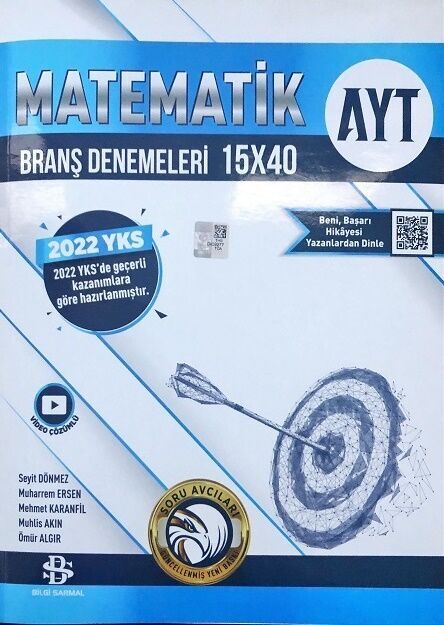 MATEMATİK
AYT
BRANŞ DENEMELERİ 15X40
Beni, Başarı
Hikâyesi
Yazanlardan Dinle
2022 YKS
2022 YKS'de geçerli
kazanımlara
göre hazırlanmıştır.
VİDEO ÇÖZÜMLÜ
Seyit DÖNMEZ
Muharrem ERSEN
Mehmet KARANFİL
Muhlis AKIN
Ömür ALGIR
SORU AVCILARI
GÜNCELLENMİŞ YENİ BASKI
BS
BİLGİ SARMAL